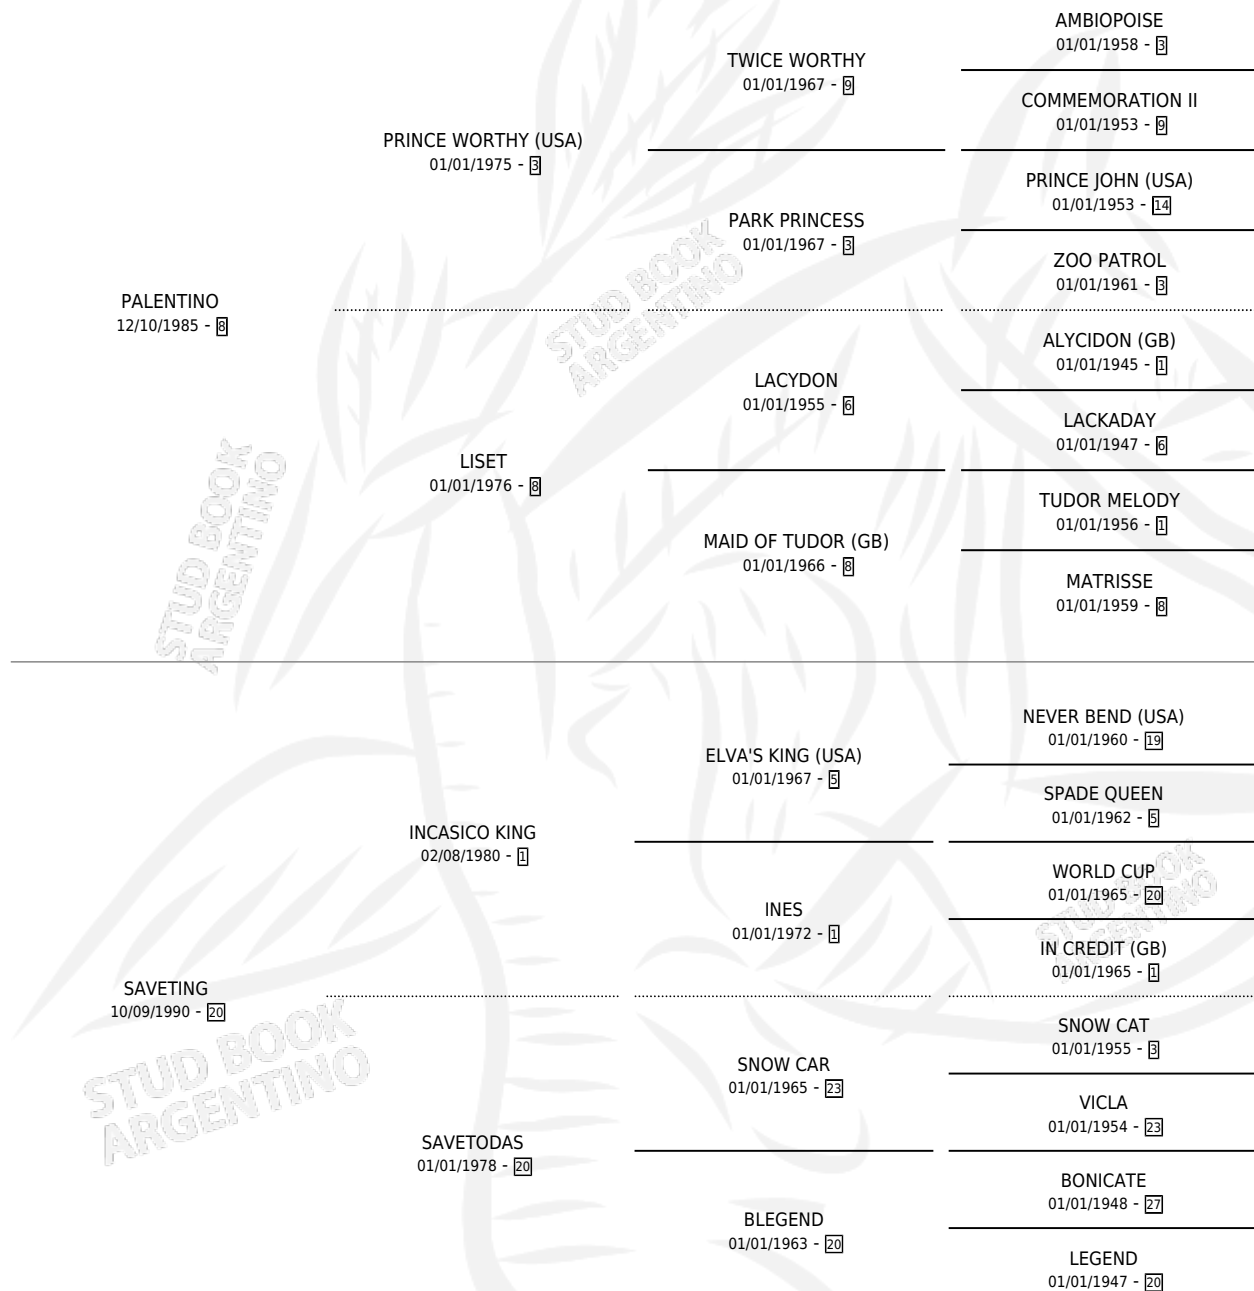 AMBIOPOISE
01/01/1958 - 3
TWICE WORTHY
01/01/1967 - 9
COMMEMORATION II
01/01/1953 - 9
PRINCE WORTHY (USA)
01/01/1975 - 3
PRINCE JOHN (USA)
01/01/1953 - 14
PARK PRINCESS
01/01/1967 - 3
ZOO PATROL
01/01/1961 - 3
PALENTINO
12/10/1985 - 8
ALYCIDON (GB)
01/01/1945 - 1
LACYDON
01/01/1955 - 6
LACKADAY
01/01/1947 - 6
LISET
01/01/1976 - 8
TUDOR MELODY
01/01/1956 - 1
MAID OF TUDOR (GB)
01/01/1966 - 8
MATRISSE
01/01/1959 - 8
STUD BOOK
ARGENTINO
STUD BOOK
ARGENTINO
NEVER BEND (USA)
01/01/1960 - 19
ELVA'S KING (USA)
01/01/1967 - 5
SPADE QUEEN
01/01/1962 - 5
INCASICO KING
02/08/1980 - 1
WORLD CUP
01/01/1965 - 20
INES
01/01/1972 - 1
IN CREDIT (GB)
01/01/1965 - 1
STUD BOOK
ARGENTINO
SAVETING
10/09/1990 - 20
SNOW CAT
01/01/1955 - 3
SNOW CAR
01/01/1965 - 23
VICLA
01/01/1954 - 23
STUD BOOK
ARGENTINO
SAVETODAS
01/01/1978 - 20
BONICATE
01/01/1948 - 27
BLEGEND
01/01/1963 - 20
LEGEND
01/01/1947 - 20